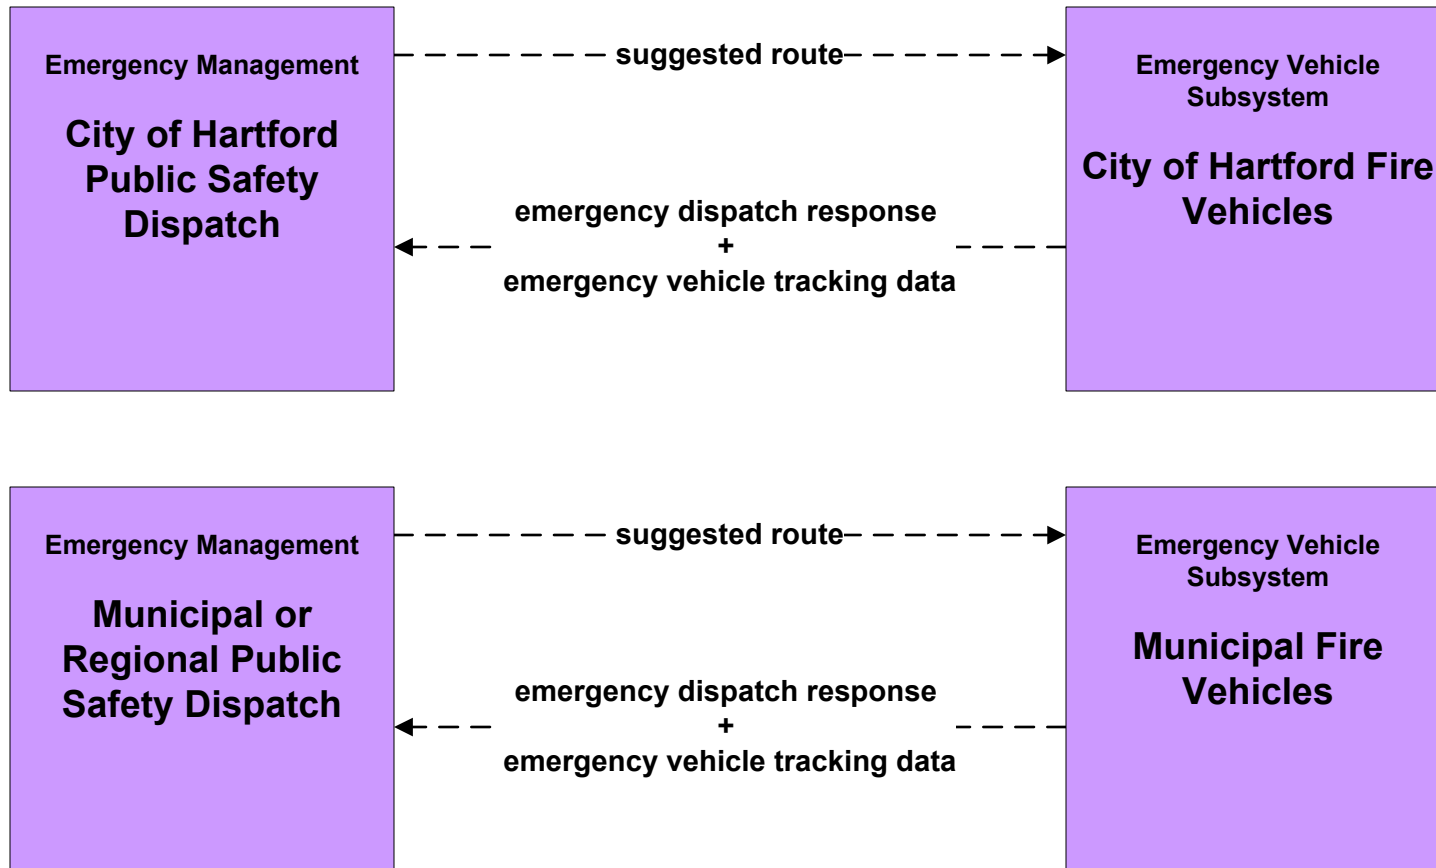 Emergency Management
City of Hartford
Public Safety
Dispatch
suggested route
emergency dispatch response
+
emergency vehicle tracking data
Emergency Vehicle
Subsystem
City of Hartford Fire
Vehicles
Emergency Management
Municipal or
Regional Public
Safety Dispatch
suggested route
emergency dispatch response
+
emergency vehicle tracking data
Emergency Vehicle
Subsystem
Municipal Fire
Vehicles